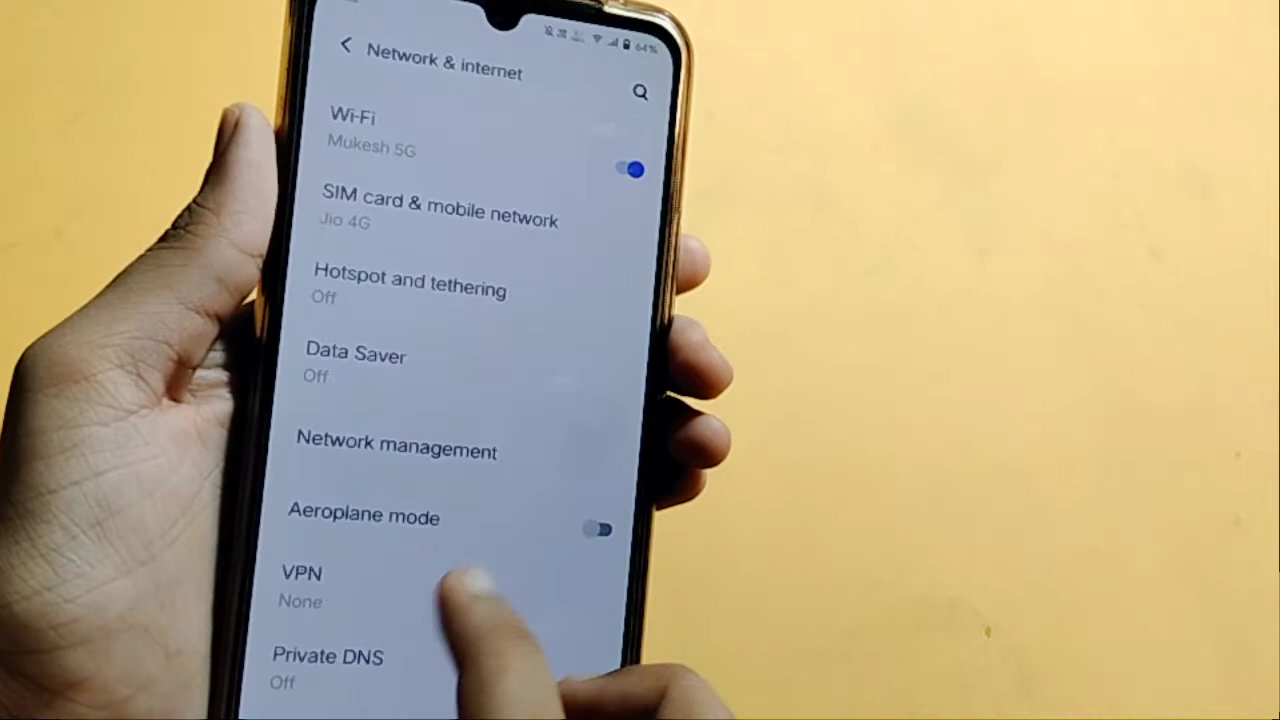 64%
Network & internet
Wi-Fi
Mukesh 5G
SIM card & mobile network
Jio 4G
Hotspot and tethering
Off
Data Saver
Off
Network management
Aeroplane mode
VPN
None
Private DNS
Off